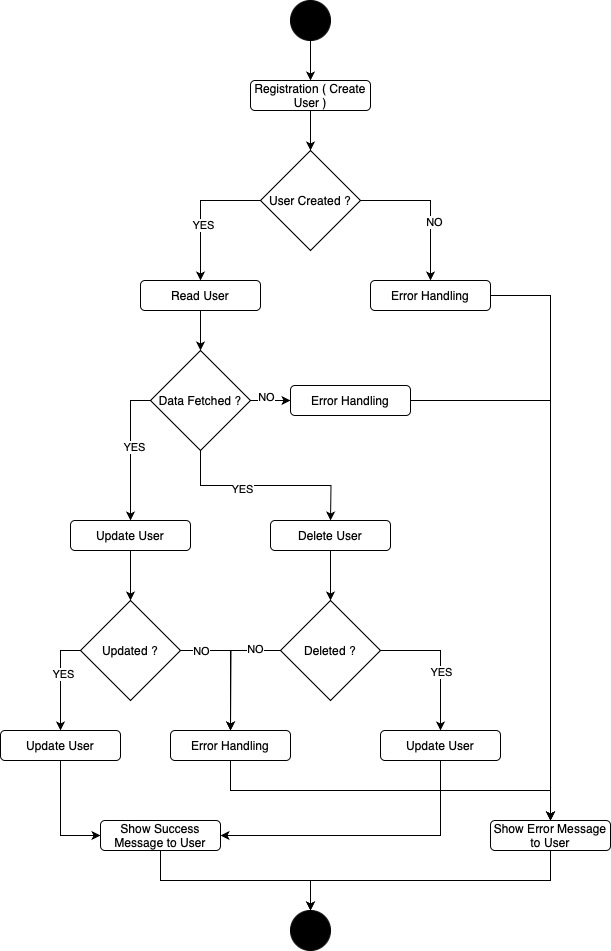 Registration ( Create
User )
User Created ?
YES
NO
Read User
Error Handling
Data Fetched ?
NO
Error Handling
YES
YES
Update User
Delete User
Updated ?
NO
NO
Deleted ?
YES
YES
Update User
Error Handling
Update User
Show Success
Message to User
Show Error Message
to User